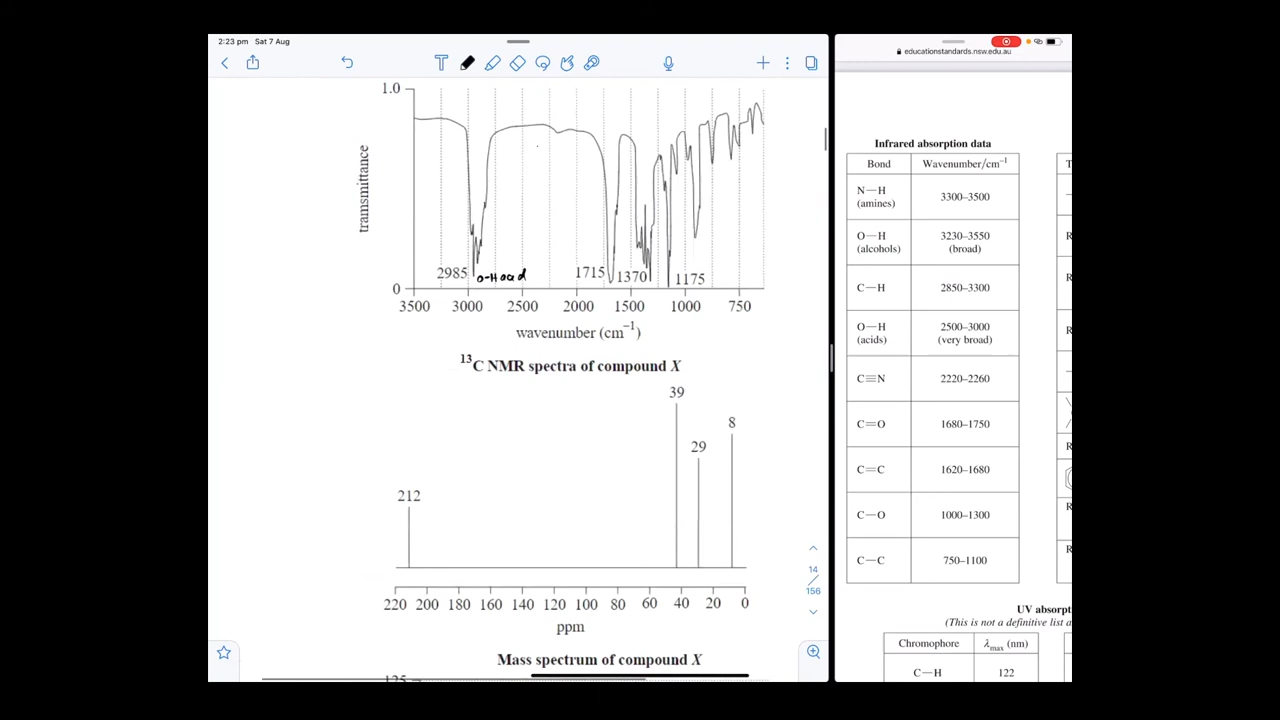 2:23 pm Sat 7 Aug
educationstandards.nsw.edu.au
1.0
transmittance
2985
O-H acid
1715
1370
1175
0
3500 3000 2500 2000 1500 1000 750
wavenumber (cm⁻¹)
¹³C NMR spectra of compound X
39
8
29
212
220 200 180 160 140 120 100 80 60 40 20 0
ppm
14
156
Mass spectrum of compound X
125
Infrared absorption data
Bond Wavenumber/cm⁻¹
N—H
(amines)
3300–3500
O—H
(alcohols)
3230–3550
(broad)
C—H 2850–3300
O—H
(acids)
2500–3000
(very broad)
C≡N 2220–2260
C=O 1680–1750
C=C 1620–1680
C—O 1000–1300
C—C 750–1100
T
R
R
R
R
R
R
UV absorpt
(This is not a definitive list a
Chromophore λmax (nm)
C—H 122